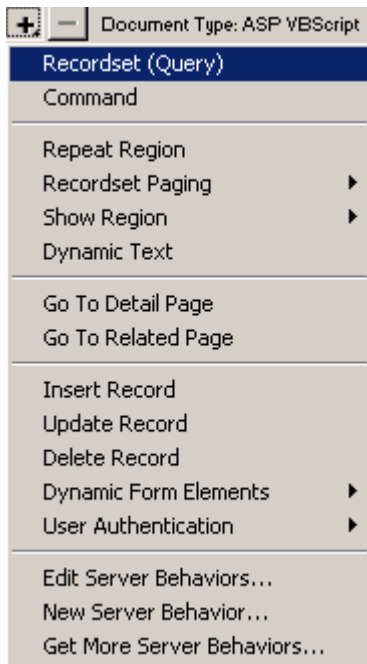 Document Type: ASP VBScript
Recordset (Query)
Command
Repeat Region
Recordset Paging
Show Region
Dynamic Text
Go To Detail Page
Go To Related Page
Insert Record
Update Record
Delete Record
Dynamic Form Elements
User Authentication
Edit Server Behaviors...
New Server Behavior...
Get More Server Behaviors...